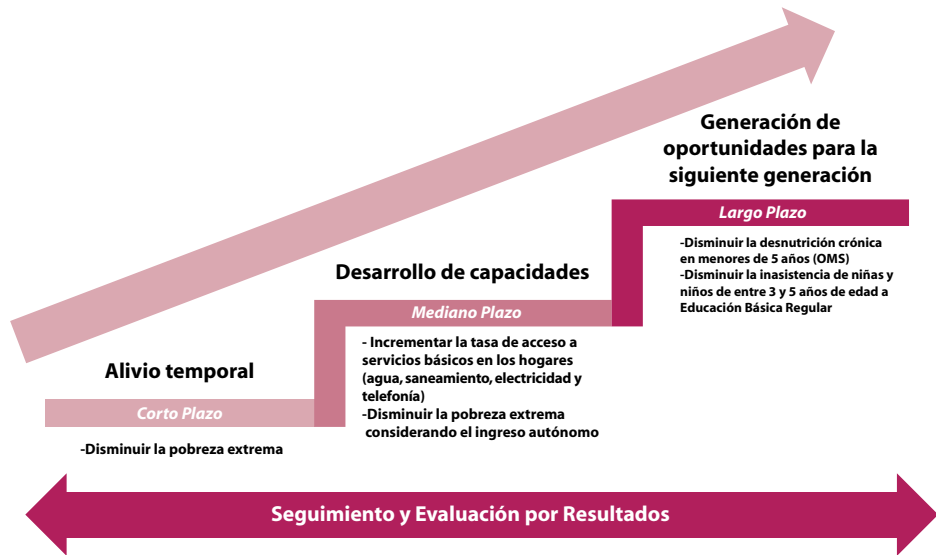 Alivio temporal
Corto Plazo
-Disminuir la pobreza extrema
Desarrollo de capacidades
Mediano Plazo
- Incrementar la tasa de acceso a
servicios básicos en los hogares
(agua, saneamiento, electricidad y
telefonía)
-Disminuir la pobreza extrema
considerando el ingreso autónomo
Generación de
oportunidades para la
siguiente generación
Largo Plazo
-Disminuir la desnutrición crónica
en menores de 5 años (OMS)
-Disminuir la inasistencia de niñas y
niños de entre 3 y 5 años de edad a
Educación Básica Regular
Seguimiento y Evaluación por Resultados